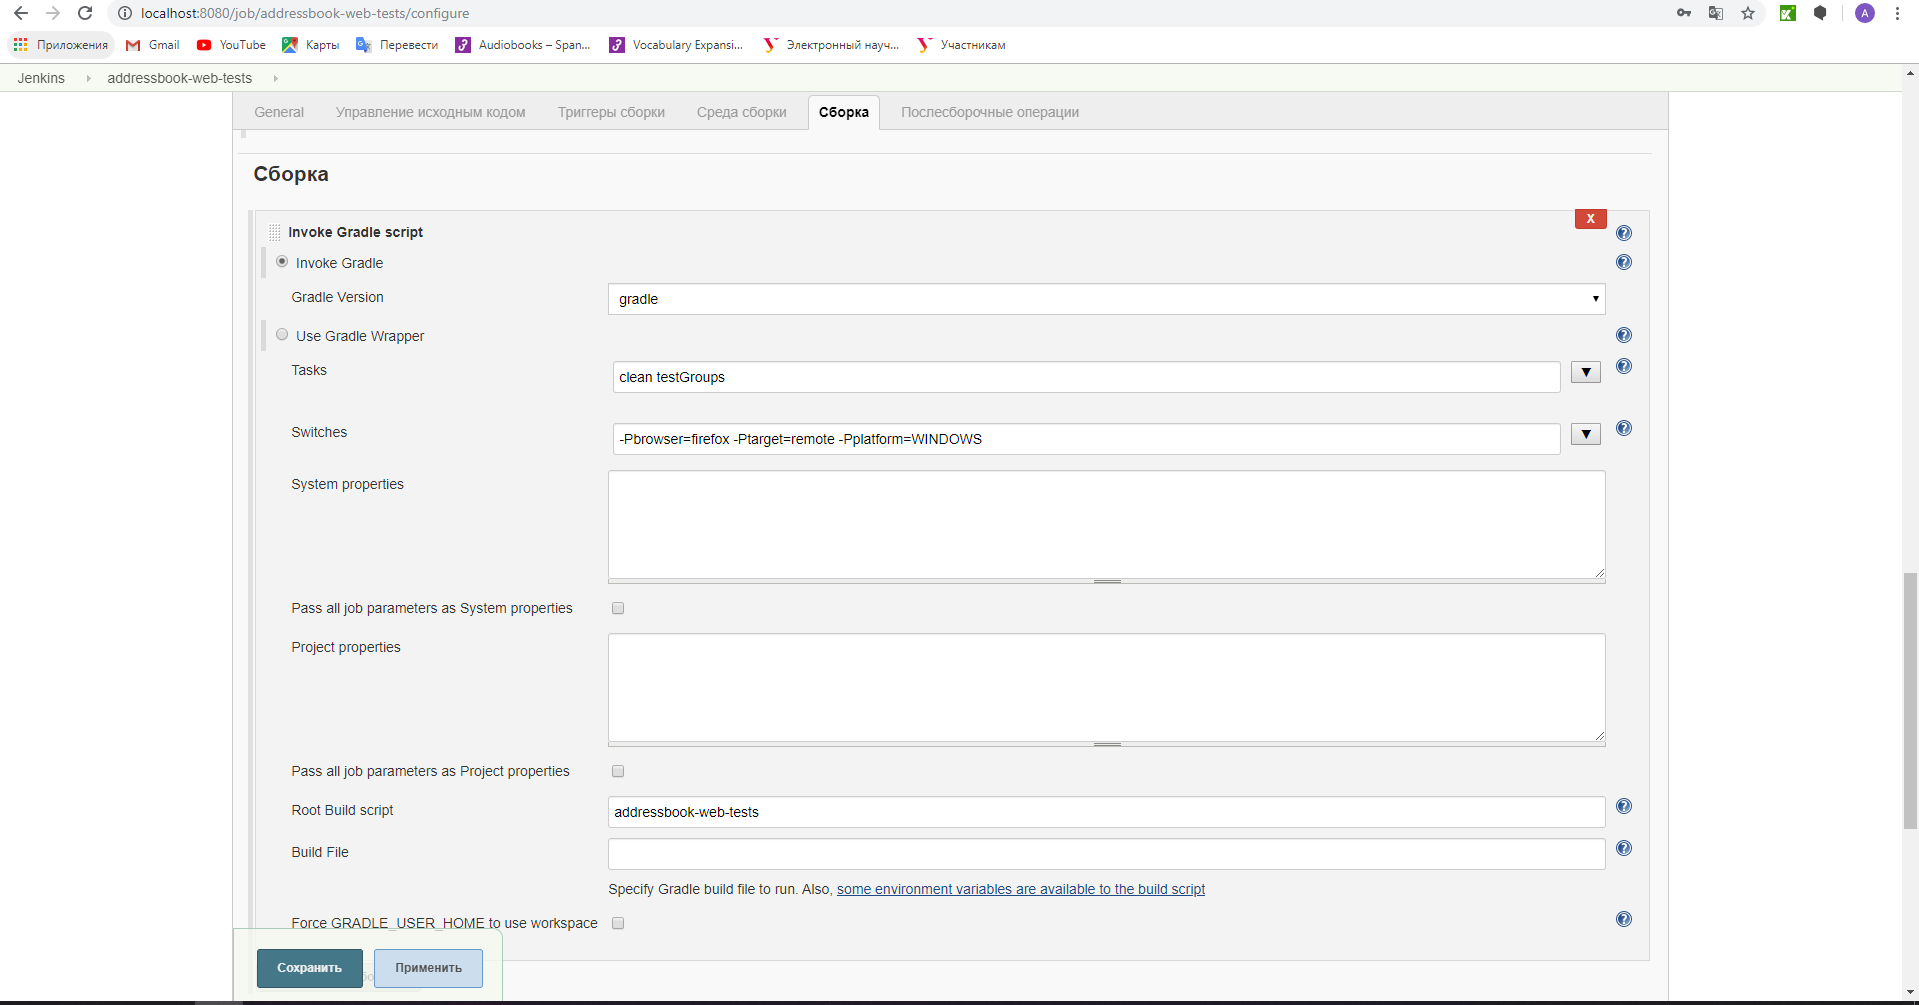 localhost:8080/job/addressbook-web-tests/configure
A
Приложения Gmail YouTube Карты Перевести Audiobooks – Span... Vocabulary Expansi... Электронный науч... Участникам
Jenkins addressbook-web-tests
General Управление исходным кодом Триггеры сборки Среда сборки Сборка Послесборочные операции
Сборка
X
Invoke Gradle script
Invoke Gradle
Gradle Version gradle
Use Gradle Wrapper
Tasks clean testGroups
Switches -Pbrowser=firefox -Ptarget=remote -Pplatform=WINDOWS
System properties
Pass all job parameters as System properties
Project properties
Pass all job parameters as Project properties
Root Build script addressbook-web-tests
Build File
Specify Gradle build file to run. Also, some environment variables are available to the build script
Force GRADLE_USER_HOME to use workspace
Сохранить Применить